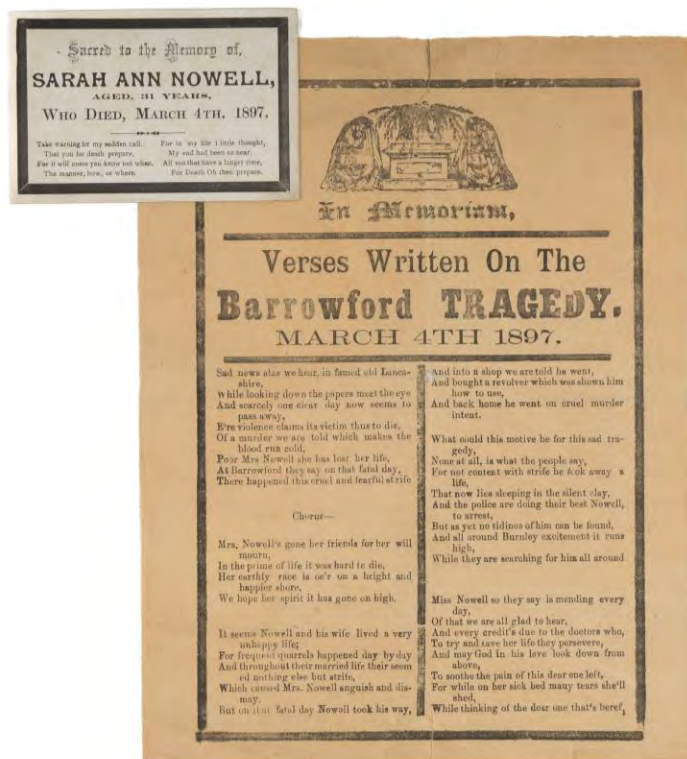 Sacred to the Memory of,
SARAH ANN NOWELL,
AGED, 31 YEARS,
WHO DIED, MARCH 4TH. 1897.
Take warning by my sudden call.
That you for death prepare,
For it will come you know not when.
The manner, how, or where.
For in my life I little thought,
My end had been so near.
All you that have a longer time,
For Death Oh then prepare.
In Memoriam,
Verses Written On The
Barrowford TRAGEDY.
MARCH 4TH 1897.
Sad news alas we hear, in famed old Lanca-
shire,
While looking down the papers meet the eye
And scarcely one clear day now seems to
pass away,
E're violence claims its victim thus to die,
Of a murder we are told which makes the
blood run cold,
Poor Mrs Nowell she has lost her life,
At Barrowford they say on that fatal day,
There happened this cruel and fearful strife
Chorus—
Mrs, Nowell's gone her friends for her will
mourn,
In the prime of life it was hard to die,
Her earthly race is oe'r on a bright and
happier shore,
We hope her spirit it has gone on high.
It seems Nowell and his wife lived a very
unhappy life;
For frequent quarrels happened day by day
And throughout their married life their seem
ed nothing else but strife,
Which caused Mrs. Nowell anguish and dis-
may,
But on that fatal day Nowell took his way,
And into a shop we are told he went,
And bought a revolver which was shown him
how to use,
And back home he went on cruel murder
intent.
What could this motive be for this sad tra-
gedy,
None at all, is what the people say,
For not content with strife he took away a
life,
That now lies sleeping in the silent clay,
And the police are doing their best Nowell,
to arrest,
But as yet no tidings of him can be found,
And all around Burnley excitement it runs
high,
While they are searching for him all around
Miss Nowell so they say is mending every
day,
Of that we are all glad to hear,
And every credit's due to the doctors who,
To try and save her life they persevere,
And may God in his love look down from
above,
To soothe the pain of this dear one left,
For while on her sick bed many tears she'll
shed,
While thinking of the dear one that's beref,